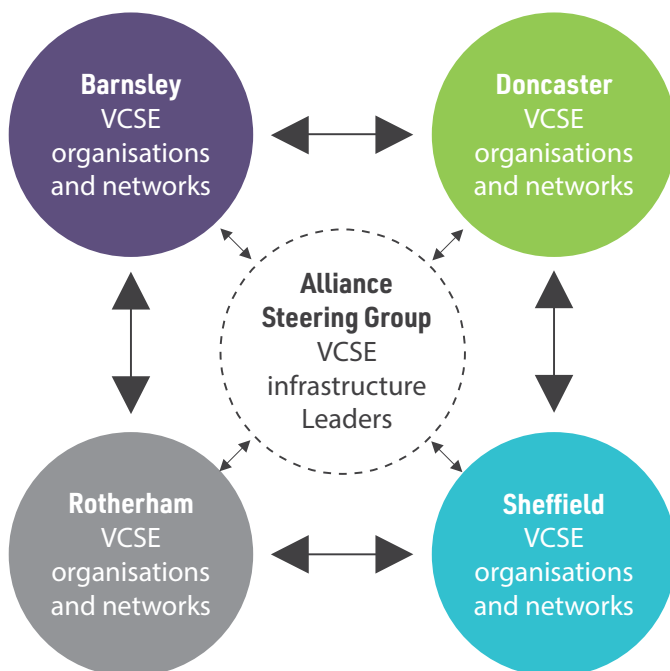 Barnsley
VCSE
organisations
and networks
Doncaster
VCSE
organisations
and networks
Alliance
Steering Group
VCSE
infrastructure
Leaders
Rotherham
VCSE
organisations
and networks
Sheffield
VCSE
organisations
and networks